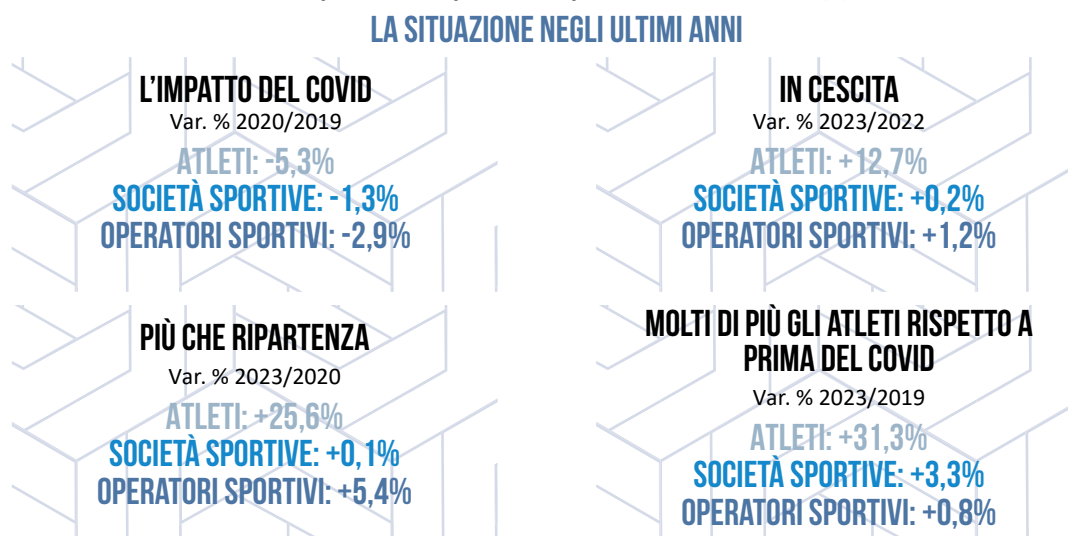 LA SITUAZIONE NEGLI ULTIMI ANNI
L'IMPATTO DEL COVID
Var. % 2020/2019
ATLETI: -5,3%
SOCIETÀ SPORTIVE: -1,3%
OPERATORI SPORTIVI: -2,9%
IN CESCITA
Var. % 2023/2022
ATLETI: +12,7%
SOCIETÀ SPORTIVE: +0,2%
OPERATORI SPORTIVI: +1,2%
PIÙ CHE RIPARTENZA
Var. % 2023/2020
ATLETI: +25,6%
SOCIETÀ SPORTIVE: +0,1%
OPERATORI SPORTIVI: +5,4%
MOLTI DI PIÙ GLI ATLETI RISPETTO A
PRIMA DEL COVID
Var. % 2023/2019
ATLETI: +31,3%
SOCIETÀ SPORTIVE: +3,3%
OPERATORI SPORTIVI: +0,8%